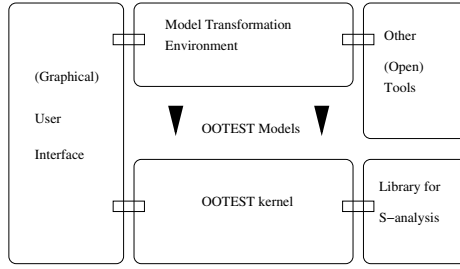 (Graphical)
User
Interface
Model Transformation
Environment
Other
(Open)
Tools
OOTEST Models
OOTEST kernel
Library for
S−analysis